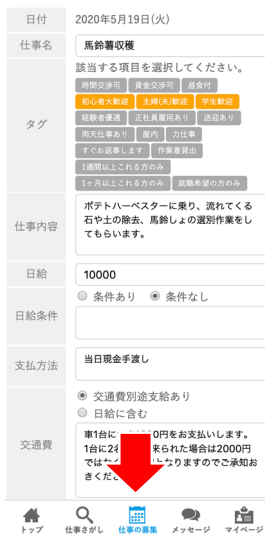 日付 2020年5月19日(火)
仕事名 馬鈴薯収穫
該当する項目を選択してください。
時間交渉可 賃金交渉可 昼食付
初心者大歓迎 主婦(夫)歓迎 学生歓迎
経験者優遇 正社員雇用あり 送迎あり
タグ
雨天仕事あり 屋内 力仕事
すぐお返事します 作業着貸出
1週間以上こられる方のみ
1ヶ月以上こられる方のみ 就職希望の方のみ
ポテトハーベスターに乗り、流れてくる
石や土の除去、馬鈴しょの選別作業をし
てもらいます。
仕事内容
日給 10000
条件あり 条件なし
日給条件
支払方法 当日現金手渡し
交通費別途支給あり
日給に含む
交通費
車1台に 00円をお支払いします。
1台に2 来られた場合は2000円
では となりますのでご承知お
きくだ
トップ 仕事さがし 仕事の募集 メッセージ マイページ